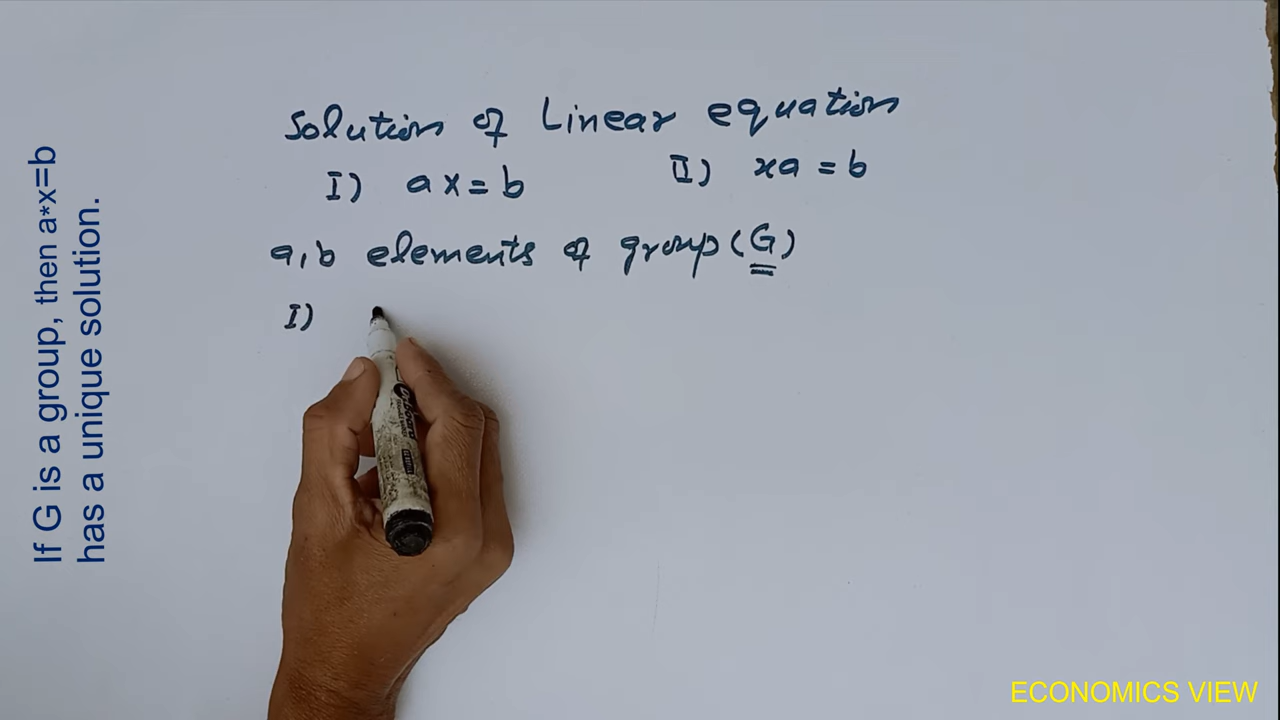 If G is a group, then a*x=b
has a unique solution.
Solution of Linear equation
I) ax = b II) xa = b
a,b elements of group (G)
I)
ECONOMICS VIEW